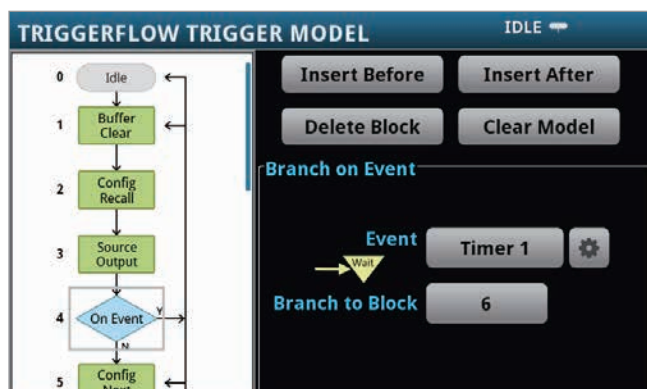 TRIGGERFLOW TRIGGER MODEL
IDLE
0
Idle
1
Buffer
Clear
2
Config
Recall
3
Source
Output
4
On Event
Y
N
5
Config
Next
Insert Before
Insert After
Delete Block
Clear Model
Branch on Event
Event
Timer 1
Wait
Branch to Block
6